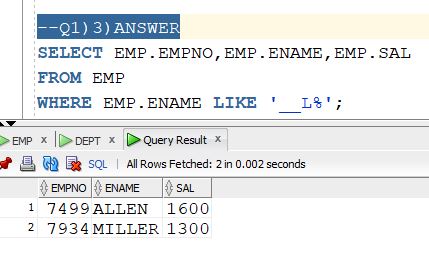 --Q1)3)ANSWER
SELECT EMP.EMPNO,EMP.ENAME,EMP.SAL
FROM EMP
WHERE EMP.ENAME LIKE '__L%';
EMP x DEPT x Query Result x
SQL | All Rows Fetched: 2 in 0.002 seconds
EMPNO ENAME SAL
1 7499 ALLEN 1600
2 7934 MILLER 1300